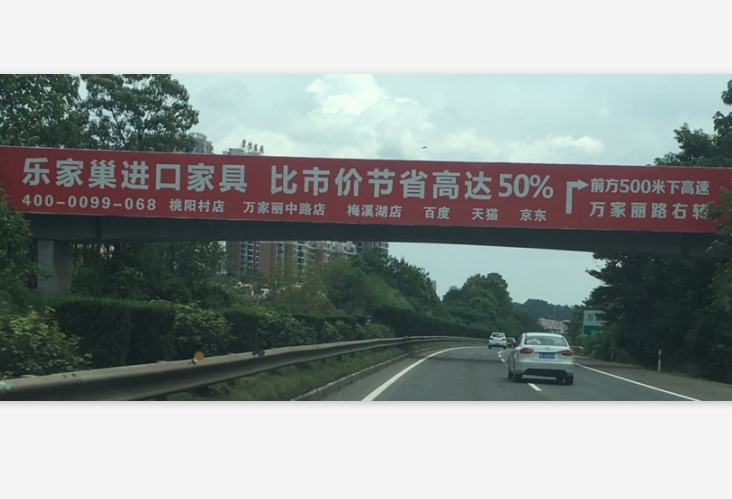 乐家巢进口家具 比市价节省高达50%
400-0099-068 桃阳村店 万家丽中路店 梅溪湖店 百度 天猫 京东
前方500米下高速
万家丽路右转